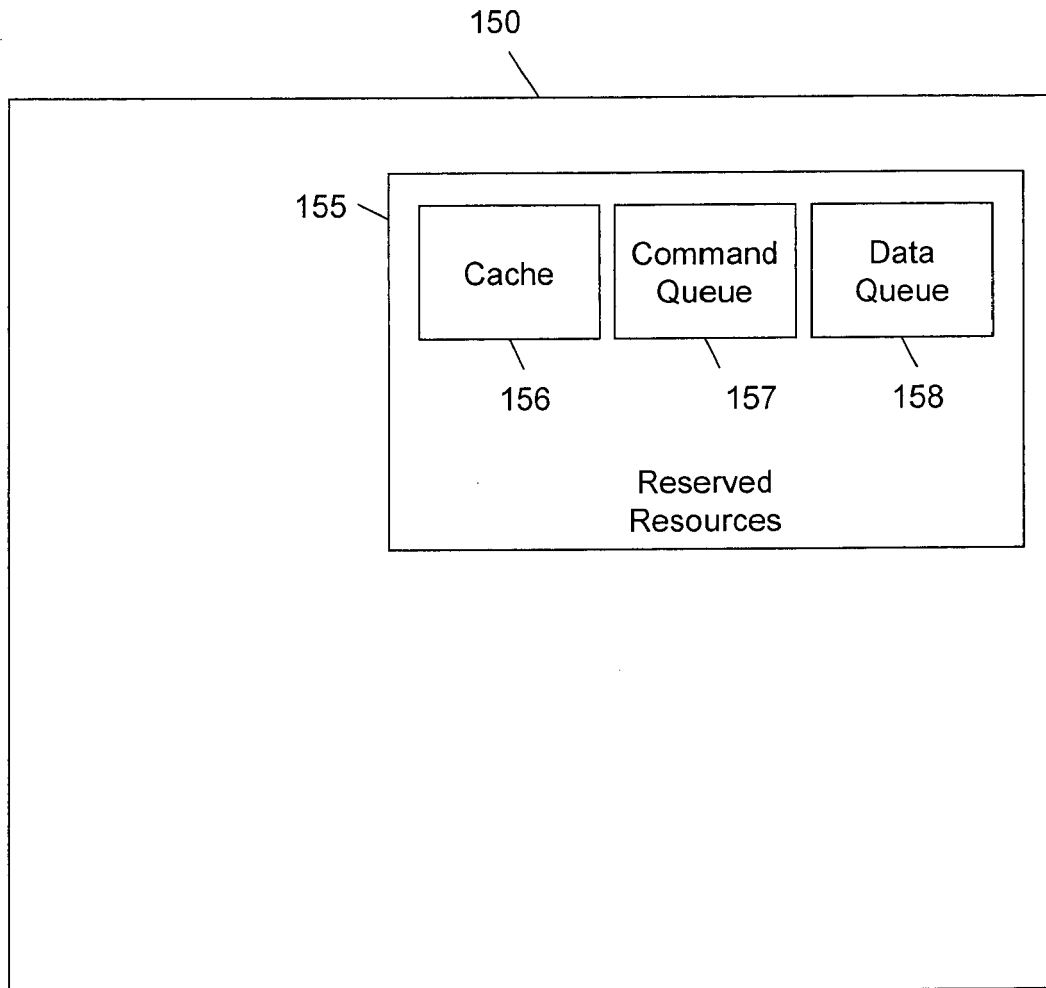 150
155
Cache
Command
Queue
Data
Queue
156
157
158
Reserved
Resources